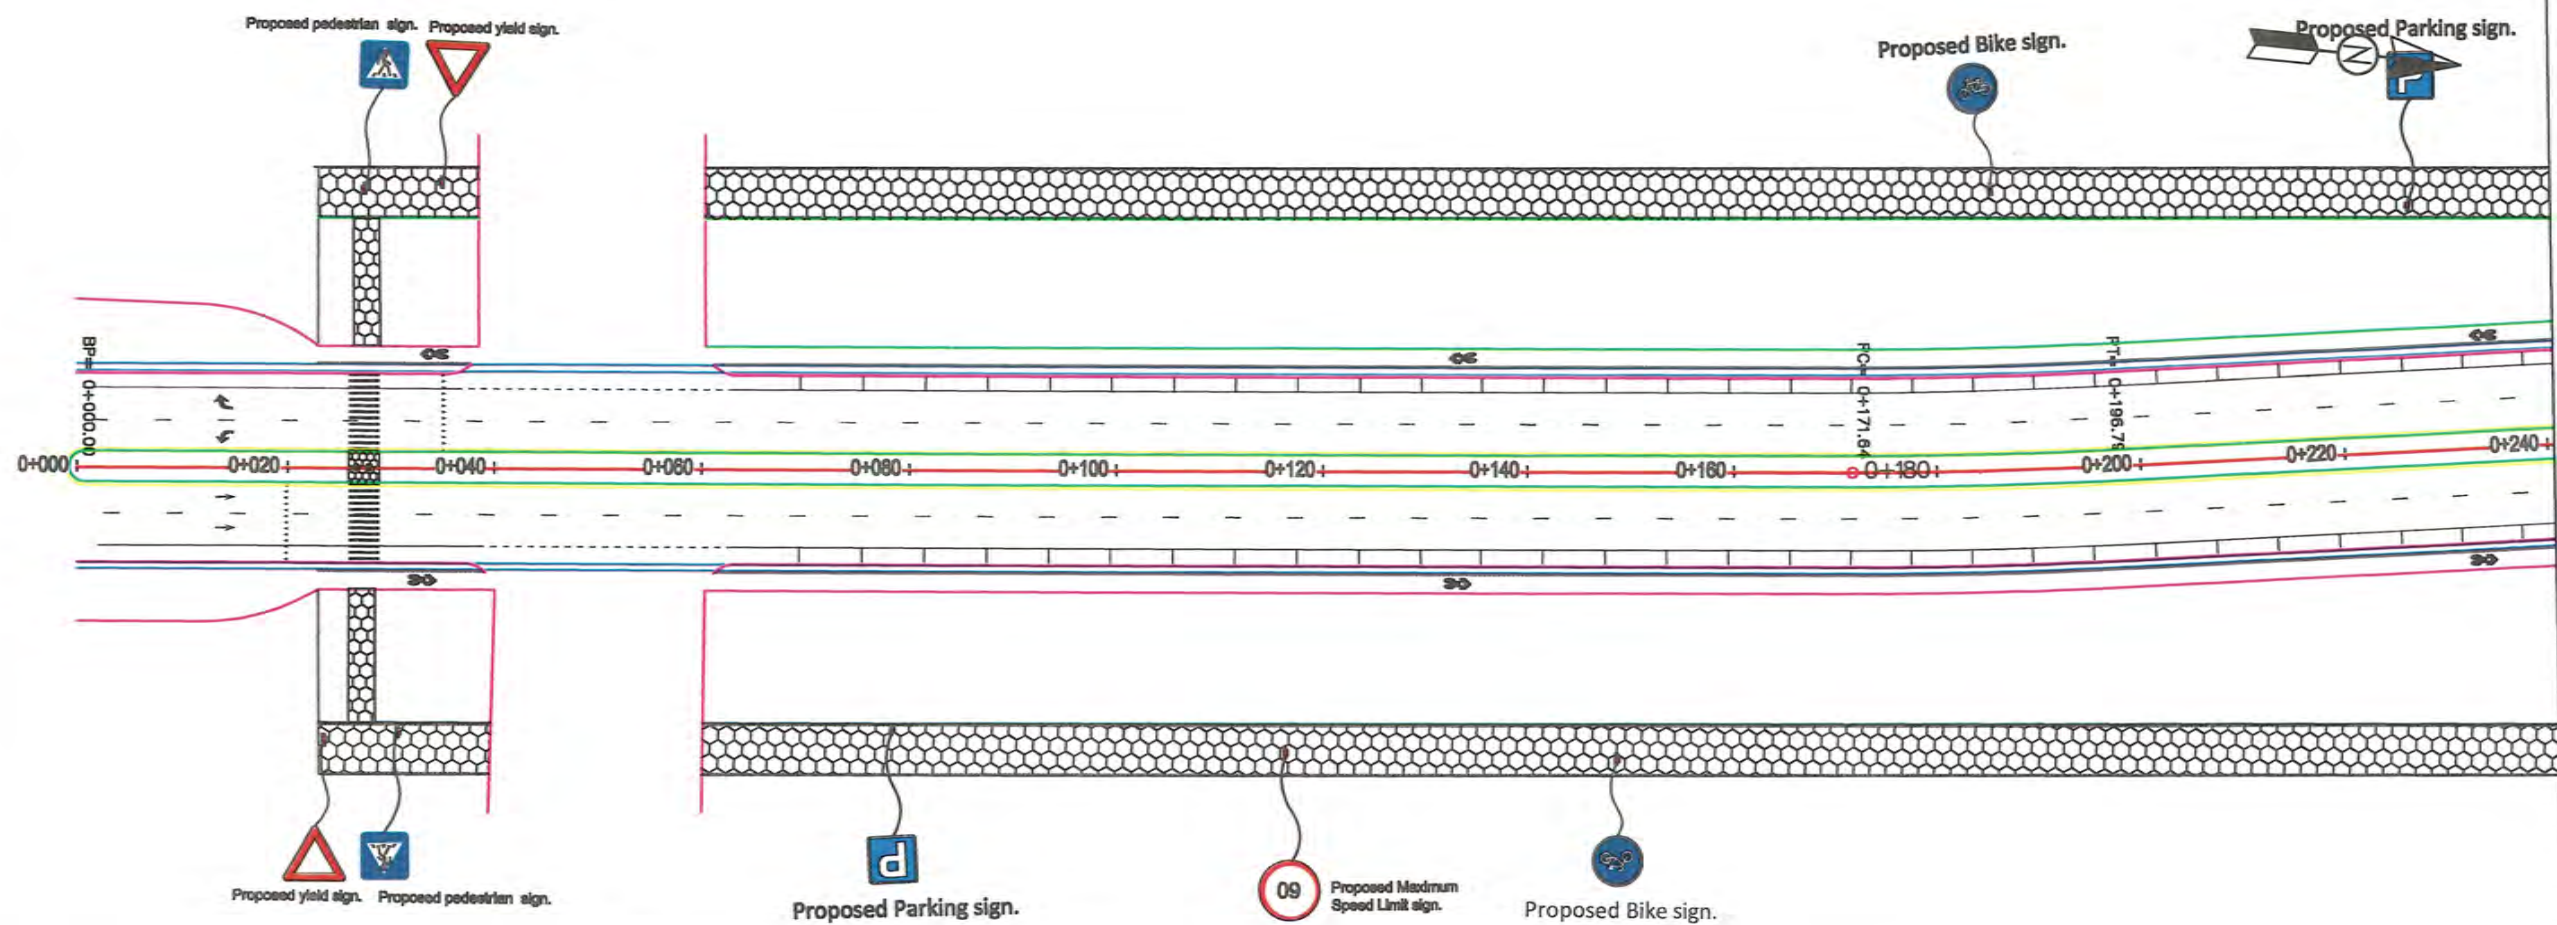 Proposed pedestrian sign. Proposed yield sign.
Proposed Bike sign.
Proposed Parking sign.
N
P
BP= 0+000.00
PC= 0+171.64
PT= 0+196.79
0+000 0+020 0+040 0+060 0+080 0+100 0+120 0+140 0+160 0+180 0+200 0+220 0+240
P
60
Proposed yield sign. Proposed pedestrian sign.
Proposed Parking sign.
Proposed Maximum
Speed Limit sign.
Proposed Bike sign.